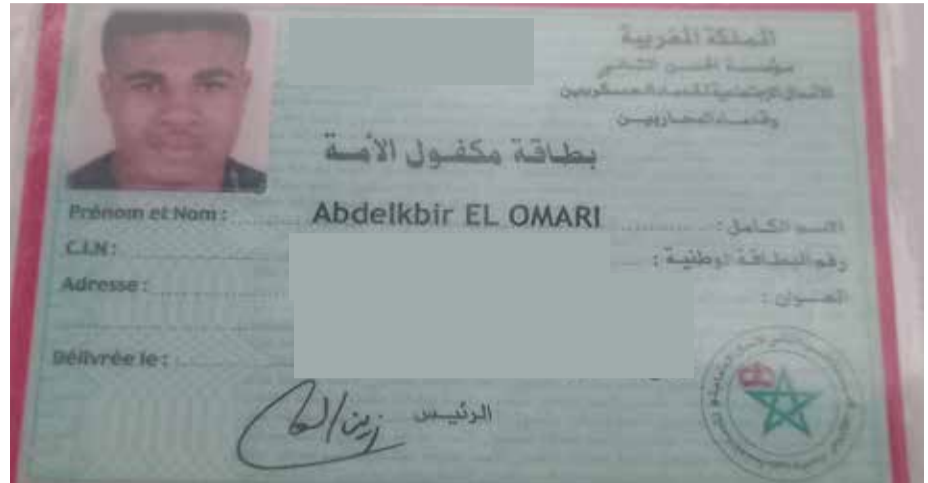 المملكة المغربية
مؤسسة الحسن الثاني
للأعمال الإجتماعية لقدماء العسكريين
وقدماء المحاربين
بطاقة مكفول الأمة
Prénom et Nom : Abdelkbir EL OMARI الاسم الكامل :
C.I.N : رقم البطاقة الوطنية :
Adresse : العنوان :
Délivrée le :
الرئيس